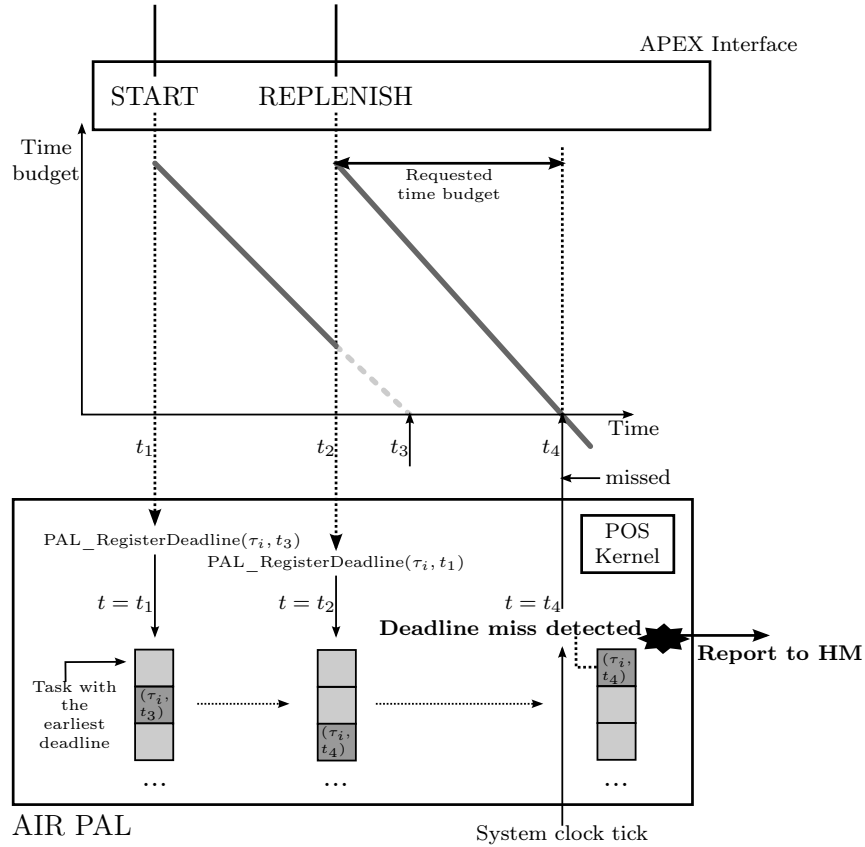 APEX Interface
START REPLENISH
Time
budget
Requested
time budget
t₁ t₂ t₃ t₄ Time
missed
POS
Kernel
PAL_RegisterDeadline(τᵢ, t₃)
PAL_RegisterDeadline(τᵢ, t₁)
t = t₁ t = t₂ t = t₄
Deadline miss detected
Report to HM
Task with
the
earliest
deadline
(τᵢ,
t₃)
(τᵢ,
t₄)
(τᵢ,
t₄)
... ... ...
AIR PAL
System clock tick